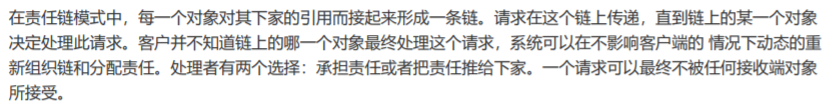 在责任链模式中，每一个对象对其下家的引用而接起来形成一条链。请求在这个链上传递，直到链上的某一个对象
决定处理此请求。客户并不知道链上的哪一个对象最终处理这个请求，系统可以在不影响客户端的 情况下动态的重
新组织链和分配责任。处理者有两个选择：承担责任或者把责任推给下家。一个请求可以最终不被任何接收端对象
所接受。